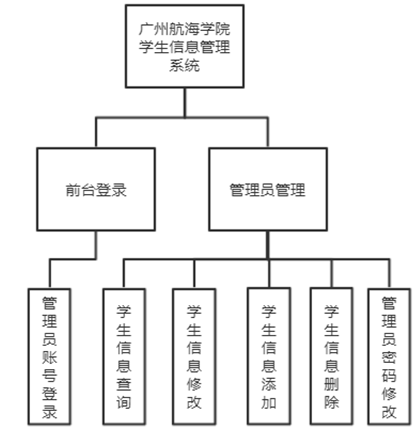 广州航海学院
学生信息管理
系统
前台登录
管理员管理
管理员账号登录
学生信息查询
学生信息修改
学生信息添加
学生信息删除
管理员密码修改